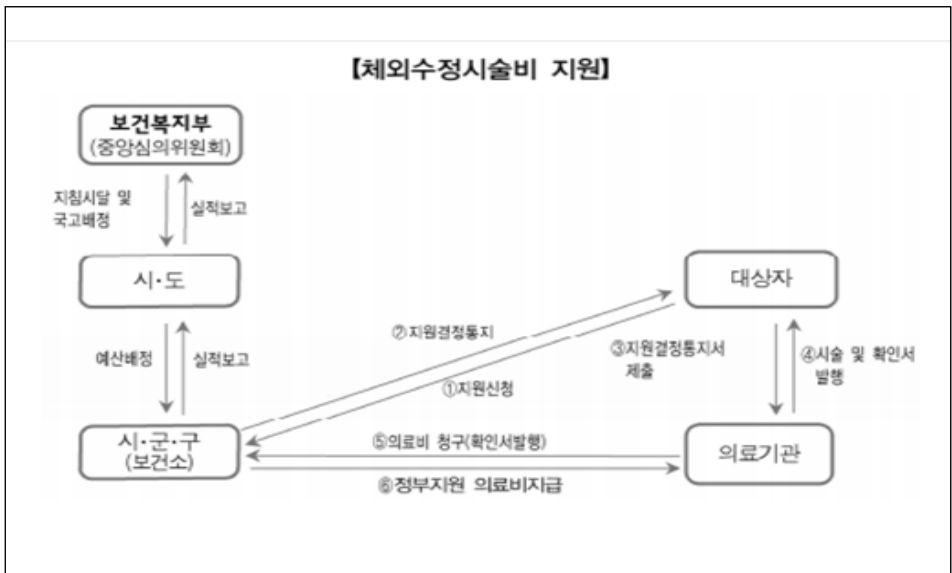 【체외수정시술비 지원】
보건복지부
(중앙심의위원회)
지침시달 및
국고배정
실적보고
시·도
대상자
예산배정
실적보고
②지원결정통지
①지원신청
③지원결정통지서
제출
④시술 및 확인서
발행
시·군·구
(보건소)
⑤의료비 청구(확인서발행)
⑥정부지원 의료비지급
의료기관